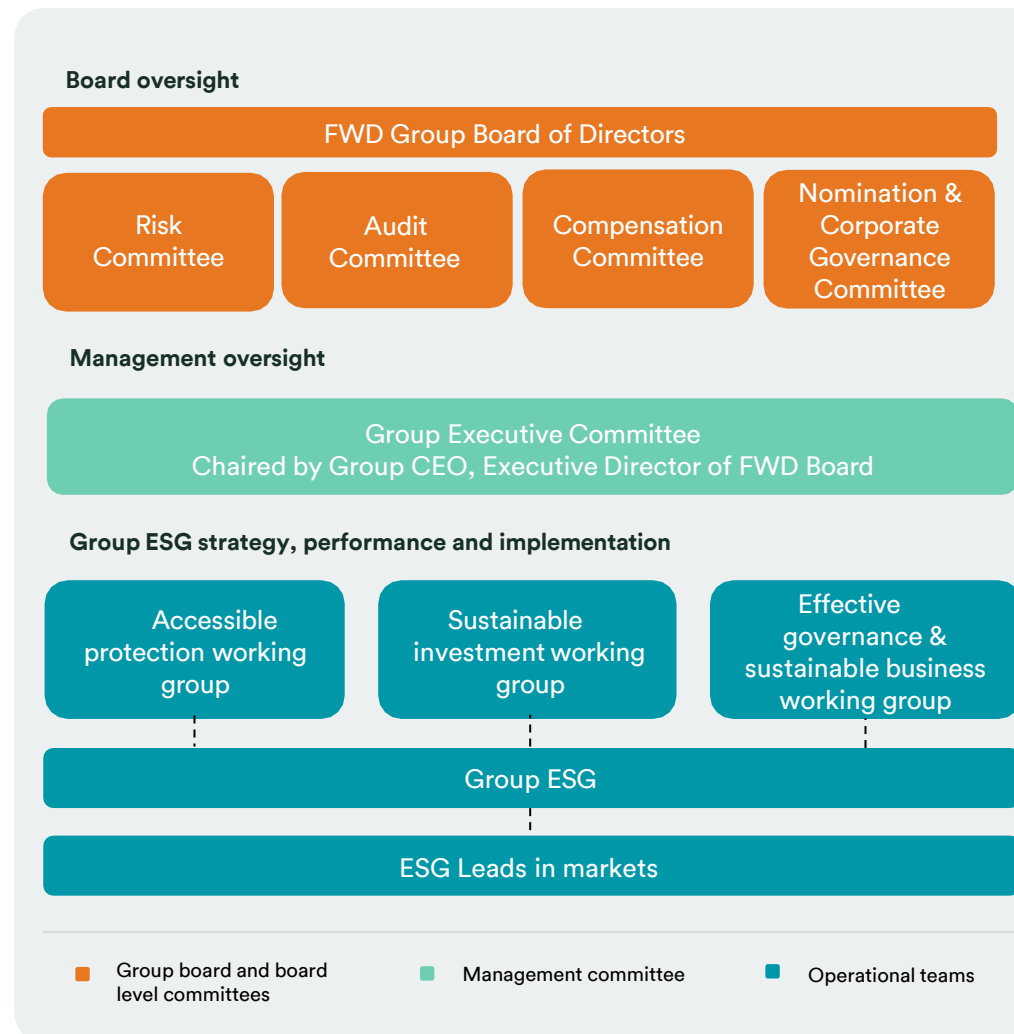 Board oversight
FWD Group Board of Directors
Risk
Committee
Audit
Committee
Compensation
Committee
Nomination &
Corporate
Governance
Committee
Management oversight
Group Executive Committee
Chaired by Group CEO, Executive Director of FWD Board
Group ESG strategy, performance and implementation
Accessible
protection working
group
Sustainable
investment working
group
Effective
governance &
sustainable business
working group
Group ESG
ESG Leads in markets
Group board and board
level committees
Management committee
Operational teams